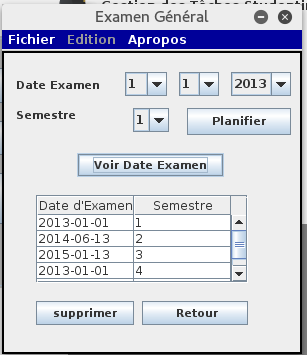 Gestion des Tâches Studentin
Examen Général
Fichier Edition Apropos
Date Examen 1 1 2013
Semestre 1 Planifier
Voir Date Examen
Date d'Examen Semestre
2013-01-01 1
2014-06-13 2
2015-01-13 3
2013-01-01 4
supprimer Retour